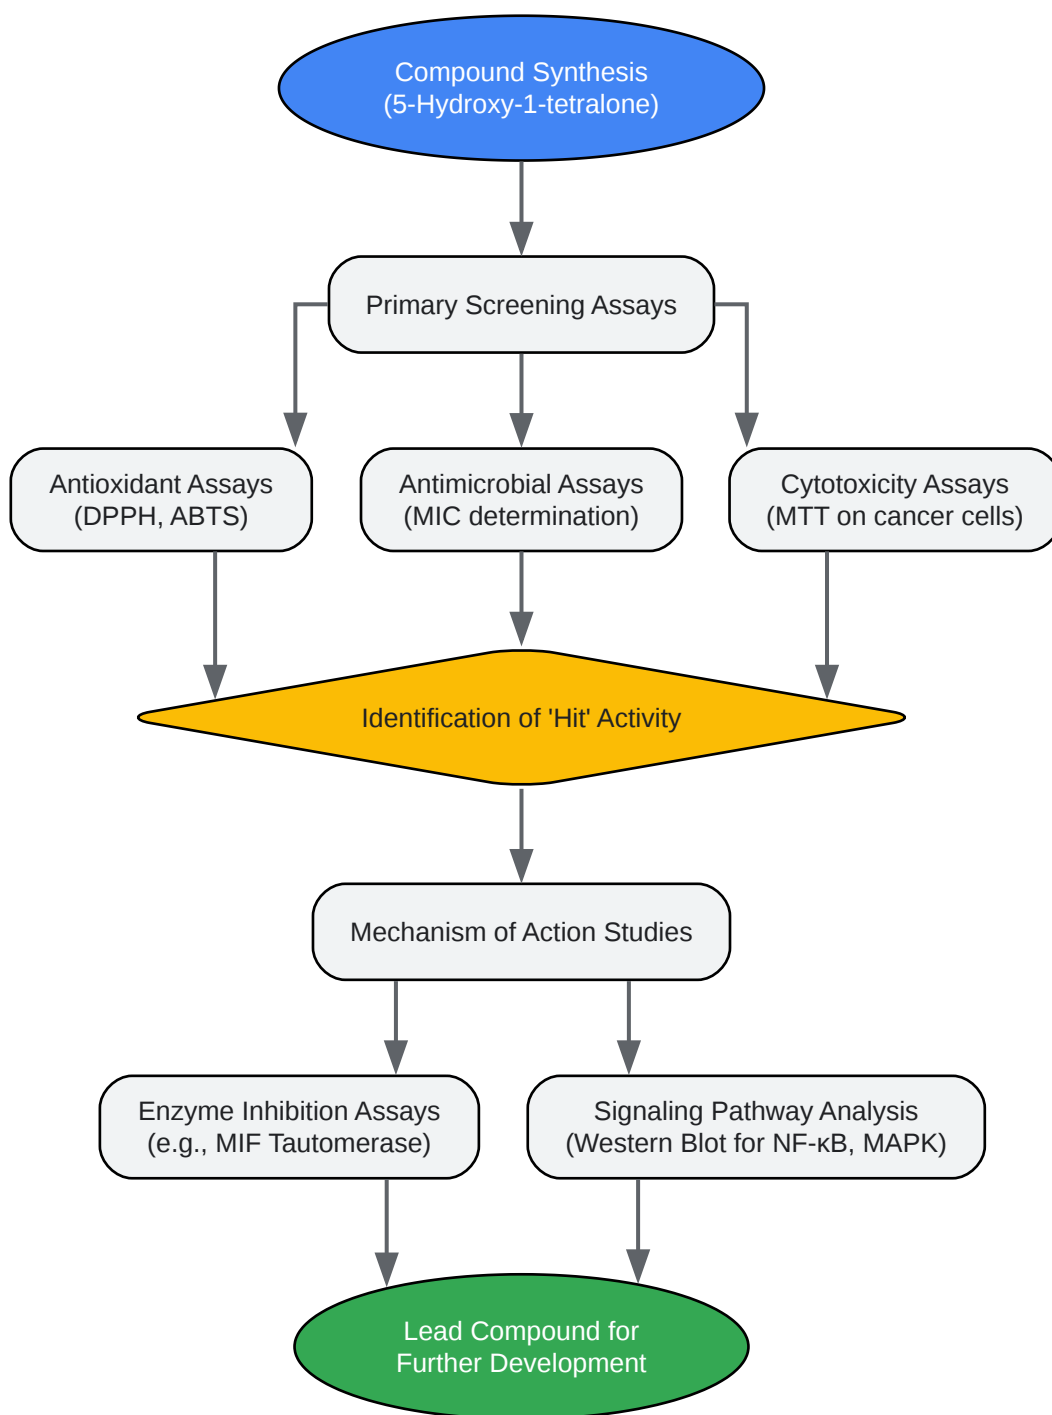 Compound Synthesis
(5-Hydroxy-1-tetralone)
Primary Screening Assays
Antioxidant Assays
(DPPH, ABTS)
Antimicrobial Assays
(MIC determination)
Cytotoxicity Assays
(MTT on cancer cells)
Identification of 'Hit' Activity
Mechanism of Action Studies
Enzyme Inhibition Assays
(e.g., MIF Tautomerase)
Signaling Pathway Analysis
(Western Blot for NF-κB, MAPK)
Lead Compound for
Further Development